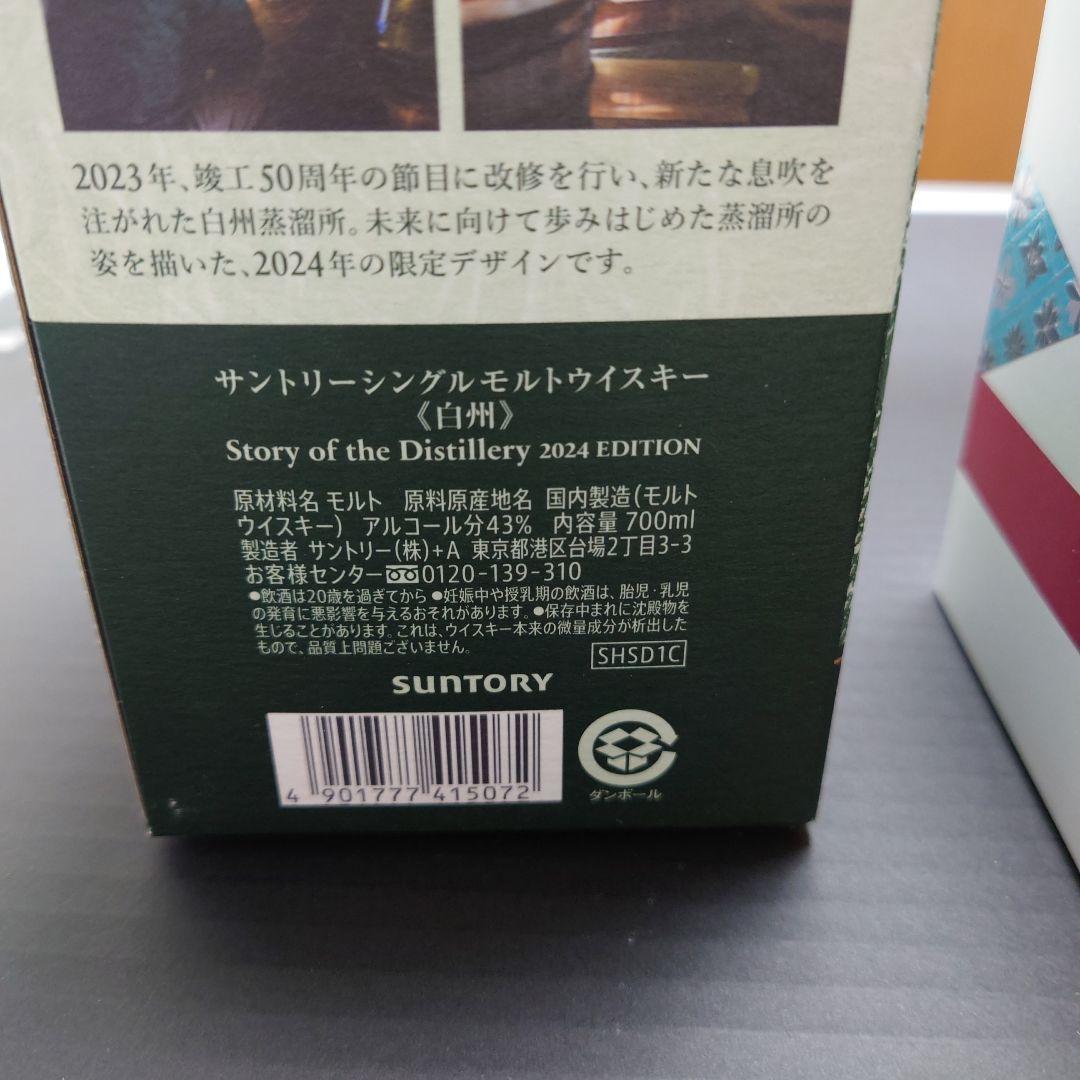 2023年、竣工50周年の節目に改修を行い、新たな息吹を
注がれた白州蒸溜所。未来に向けて歩みはじめた蒸溜所の
姿を描いた、2024年の限定デザインです。
サントリーシングルモルトウイスキー
《白州》
Story of the Distillery 2024 EDITION
原材料名 モルト 原料原産地名 国内製造(モルト
ウイスキー) アルコール分43% 内容量 700ml
製造者 サントリー(株)+A 東京都港区台場2丁目3-3
お客様センター 0120-139-310
●飲酒は20歳を過ぎてから ●妊娠中や授乳期の飲酒は、胎児・乳児
の発育に悪影響を与えるおそれがあります。●保存中まれに沈殿物を
生じることがあります。これは、ウイスキー本来の微量成分が析出した
もので、品質上問題ございません。
SHSD1C
SUNTORY
4 901777 415072
ダンボール